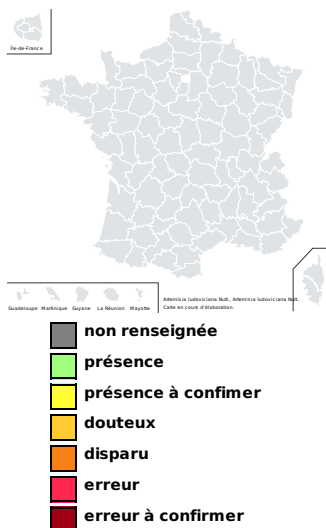 Île-de-France
Guadeloupe Martinique Guyane La Réunion Mayotte
Artemisia ludoviciana Nutt., Artemisia ludoviciana Nutt.
Carte en cours d'élaboration.
non renseignée
présence
présence à confimer
douteux
disparu
erreur
erreur à confirmer